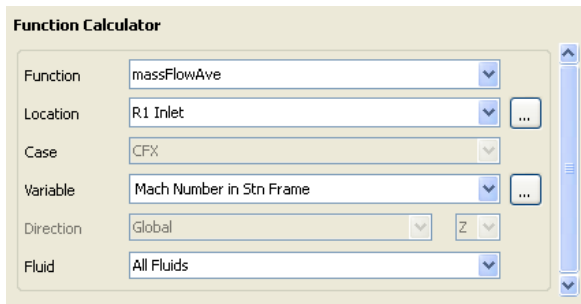 Function Calculator
Function massFlowAve
Location R1 Inlet ...
Case CFX
Variable Mach Number in Stn Frame ...
Direction Global Z
Fluid All Fluids